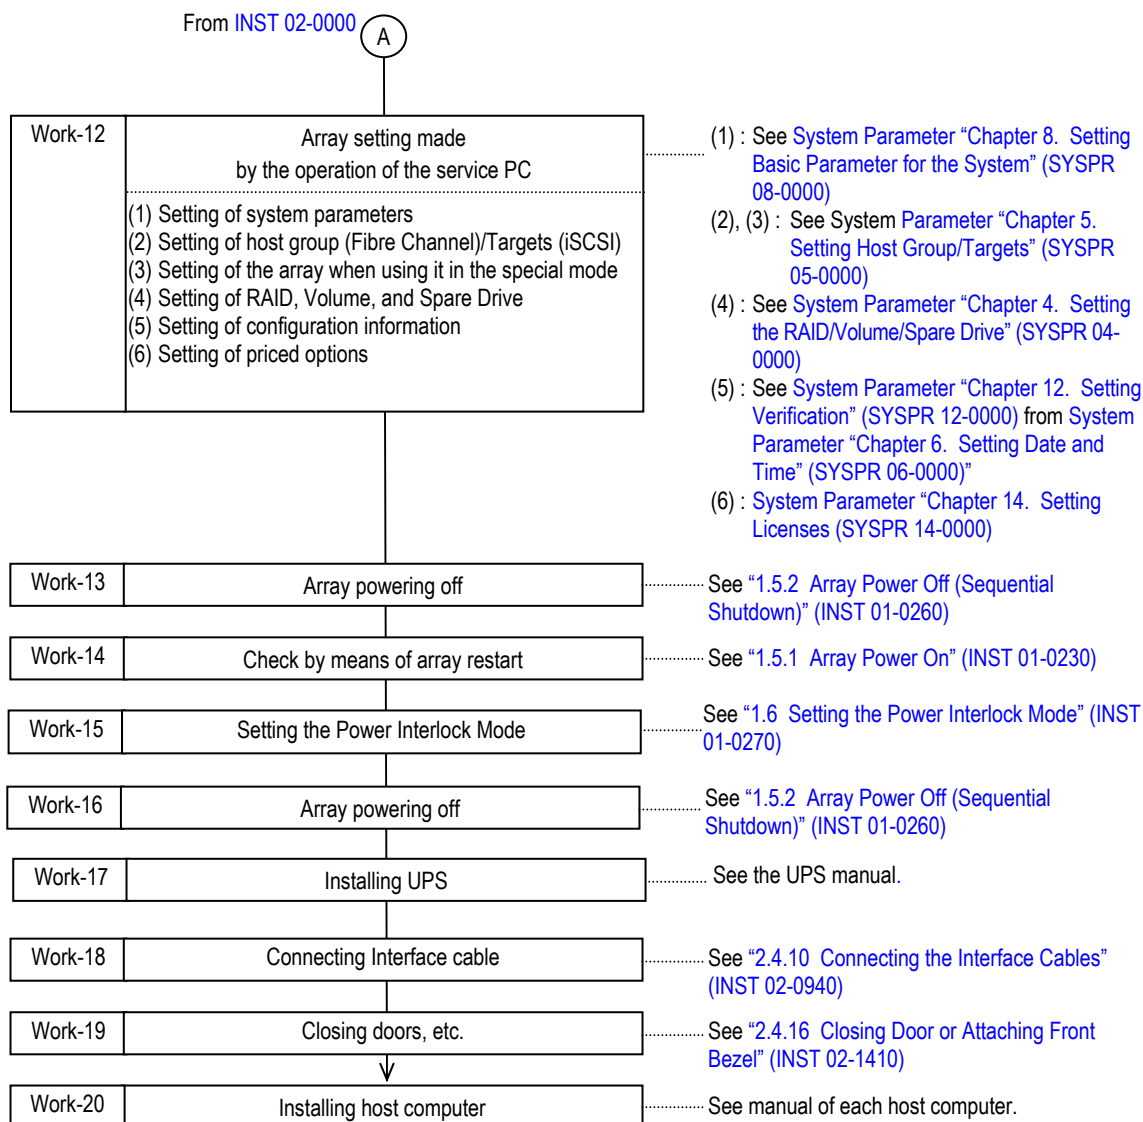 From INST 02-0000
A
Work-12
Array setting made
by the operation of the service PC
(1) Setting of system parameters
(2) Setting of host group (Fibre Channel)/Targets (iSCSI)
(3) Setting of the array when using it in the special mode
(4) Setting of RAID, Volume, and Spare Drive
(5) Setting of configuration information
(6) Setting of priced options
(1) : See System Parameter “Chapter 8. Setting
Basic Parameter for the System” (SYSPR
08-0000)
(2), (3) : See System Parameter “Chapter 5.
Setting Host Group/Targets” (SYSPR
05-0000)
(4) : See System Parameter “Chapter 4. Setting
the RAID/Volume/Spare Drive” (SYSPR 04-
0000)
(5) : See System Parameter “Chapter 12. Setting
Verification” (SYSPR 12-0000) from System
Parameter “Chapter 6. Setting Date and
Time” (SYSPR 06-0000)”
(6) : System Parameter “Chapter 14. Setting
Licenses (SYSPR 14-0000)
Work-13
Array powering off
See “1.5.2 Array Power Off (Sequential
Shutdown)” (INST 01-0260)
Work-14
Check by means of array restart
See “1.5.1 Array Power On” (INST 01-0230)
Work-15
Setting the Power Interlock Mode
See “1.6 Setting the Power Interlock Mode” (INST
01-0270)
Work-16
Array powering off
See “1.5.2 Array Power Off (Sequential
Shutdown)” (INST 01-0260)
Work-17
Installing UPS
See the UPS manual.
Work-18
Connecting Interface cable
See “2.4.10 Connecting the Interface Cables”
(INST 02-0940)
Work-19
Closing doors, etc.
See “2.4.16 Closing Door or Attaching Front
Bezel” (INST 02-1410)
Work-20
Installing host computer
See manual of each host computer.